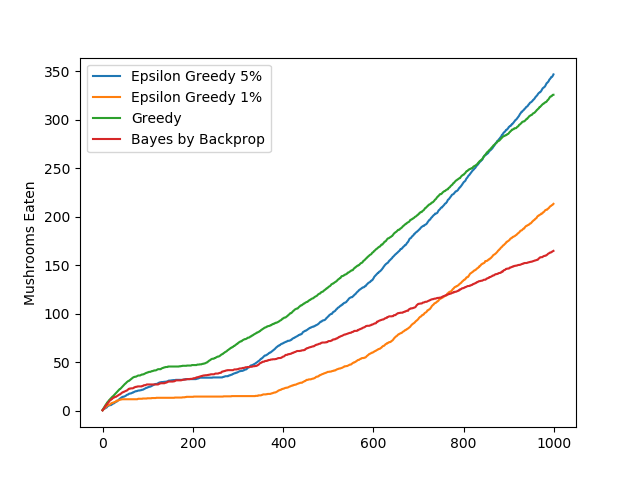 Epsilon Greedy 5%
Epsilon Greedy 1%
Greedy
Bayes by Backprop
Mushrooms Eaten
350
300
250
200
150
100
50
0
0 200 400 600 800 1000